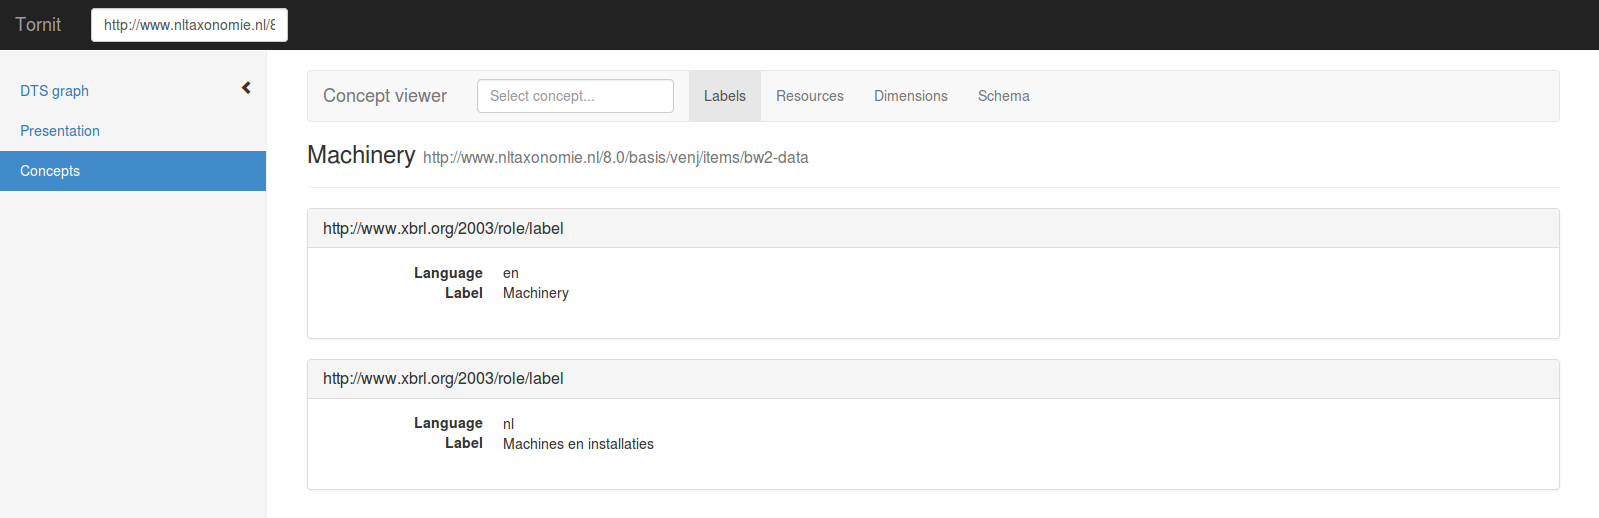 Tornit http://www.nltaxonomie.nl/8
DTS graph
Presentation
Concepts
Concept viewer Select concept... Labels Resources Dimensions Schema
Machinery http://www.nltaxonomie.nl/8.0/basis/venj/items/bw2-data
http://www.xbrl.org/2003/role/label
Language en
Label Machinery
http://www.xbrl.org/2003/role/label
Language nl
Label Machines en installaties